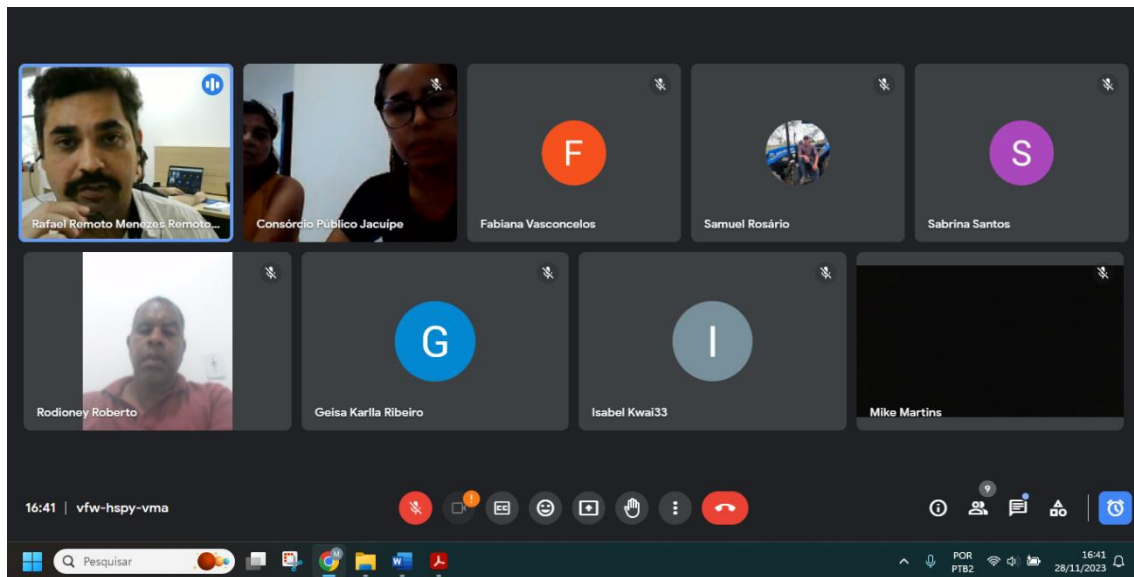 Rafael Remoto Menezes Remoto...
Consórcio Público Jacuípe
F
Fabiana Vasconcelos
Samuel Rosário
S
Sabrina Santos
Rodioney Roberto
G
Geisa Karlla Ribeiro
I
Isabel Kwai33
Mike Martins
16:41 | vfw-hspy-vma
!
CC
9
Pesquisar
M
W
POR
PTB2
16:41
28/11/2023